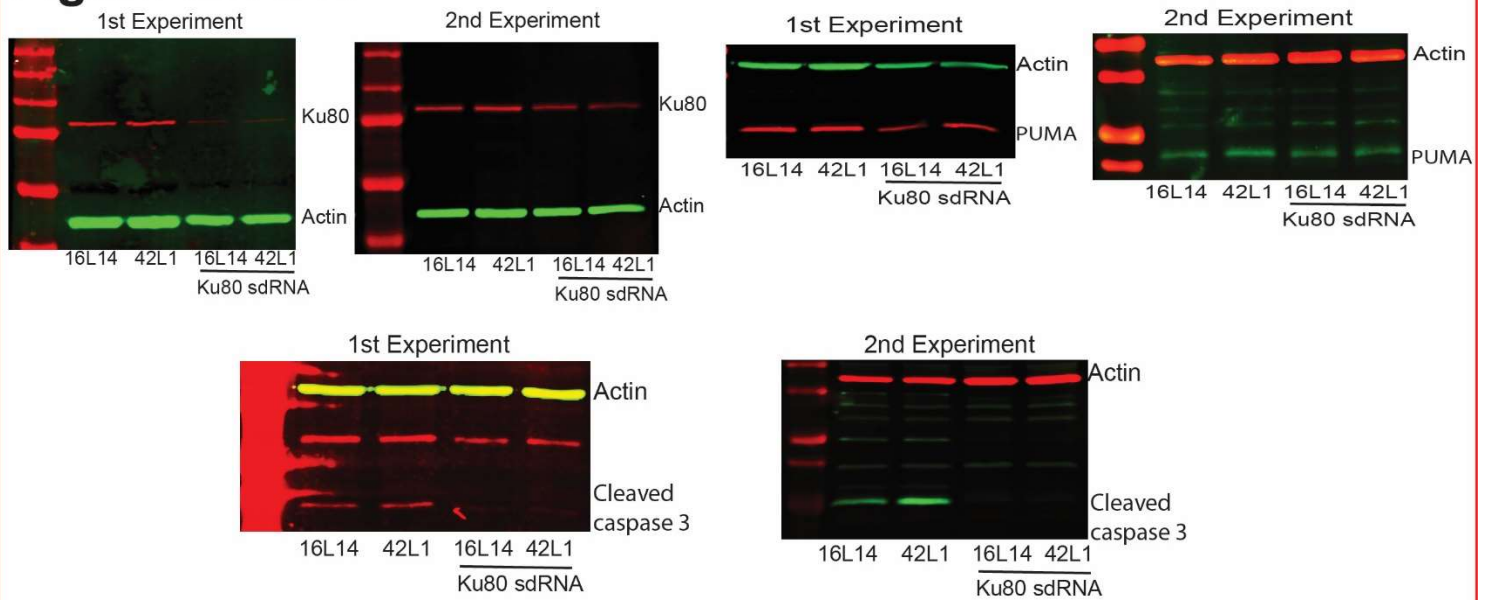 1st Experiment
Ku80
Actin
16L14 42L1 16L14 42L1
Ku80 sdRNA
2nd Experiment
Ku80
Actin
16L14 42L1 16L14 42L1
Ku80 sdRNA
1st Experiment
Actin
PUMA
16L14 42L1 16L14 42L1
Ku80 sdRNA
2nd Experiment
Actin
PUMA
16L14 42L1 16L14 42L1
Ku80 sdRNA
1st Experiment
Actin
Cleaved
caspase 3
16L14 42L1 16L14 42L1
Ku80 sdRNA
2nd Experiment
Actin
Cleaved
caspase 3
16L14 42L1 16L14 42L1
Ku80 sdRNA